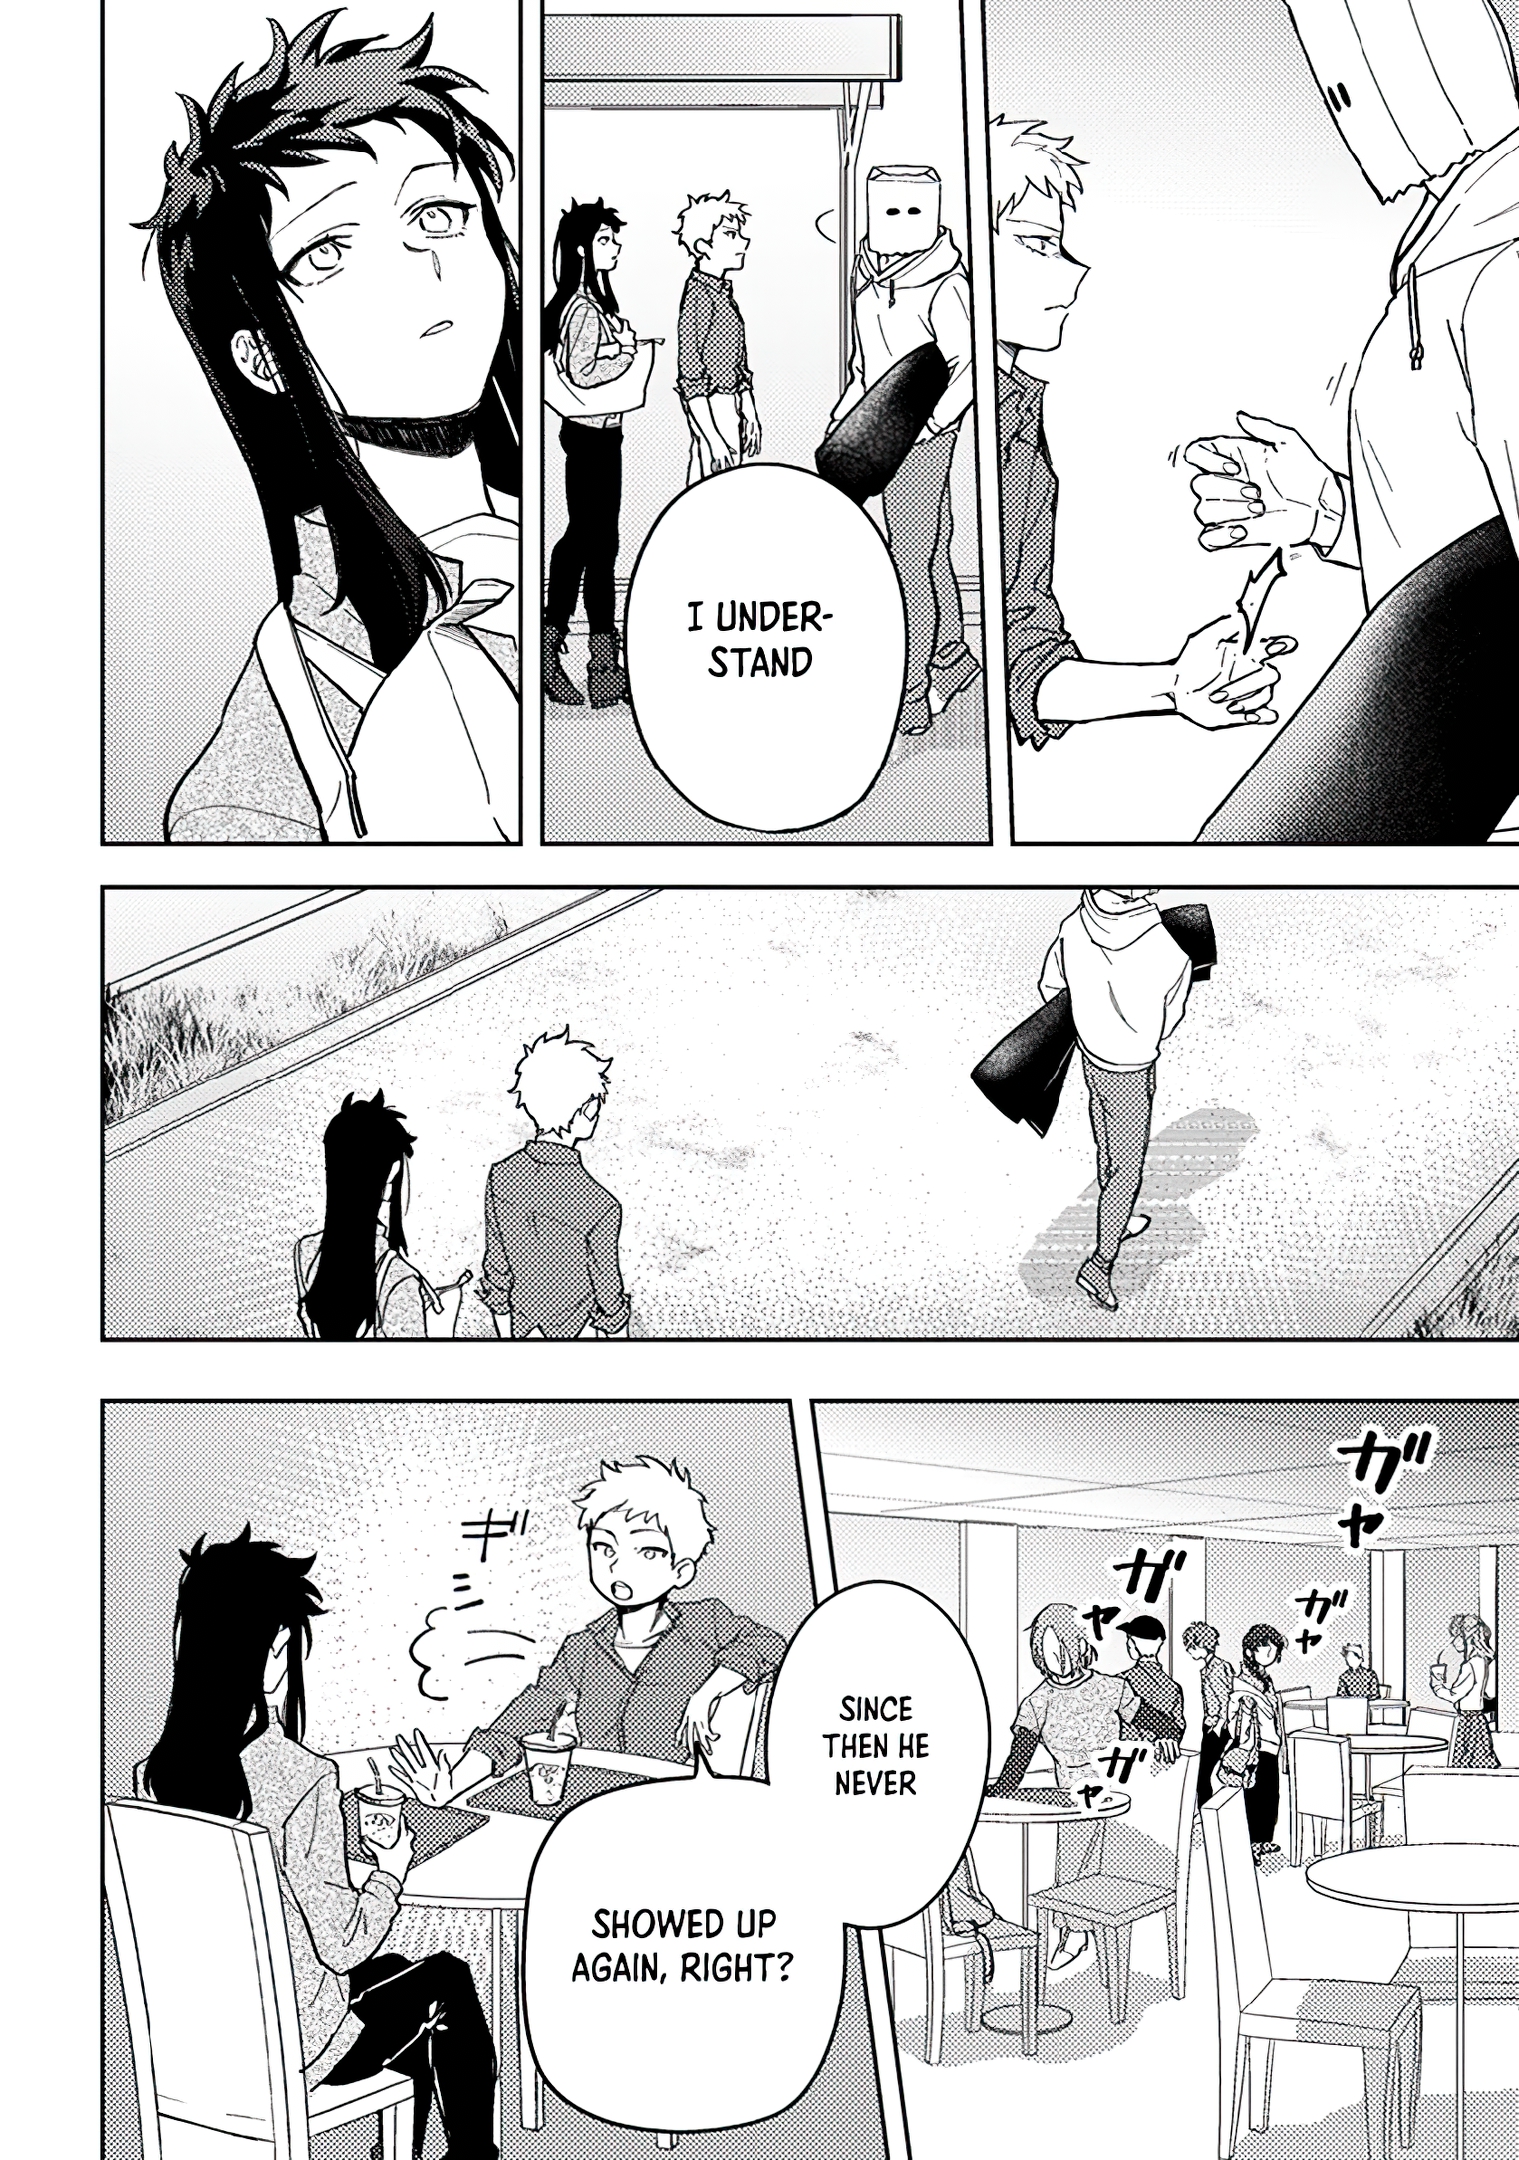 I UNDER-
STAND
ガヤ
ガヤ
ガヤ
ガヤ
SINCE
THEN HE
NEVER
ギ
SHOWED UP
AGAIN, RIGHT?